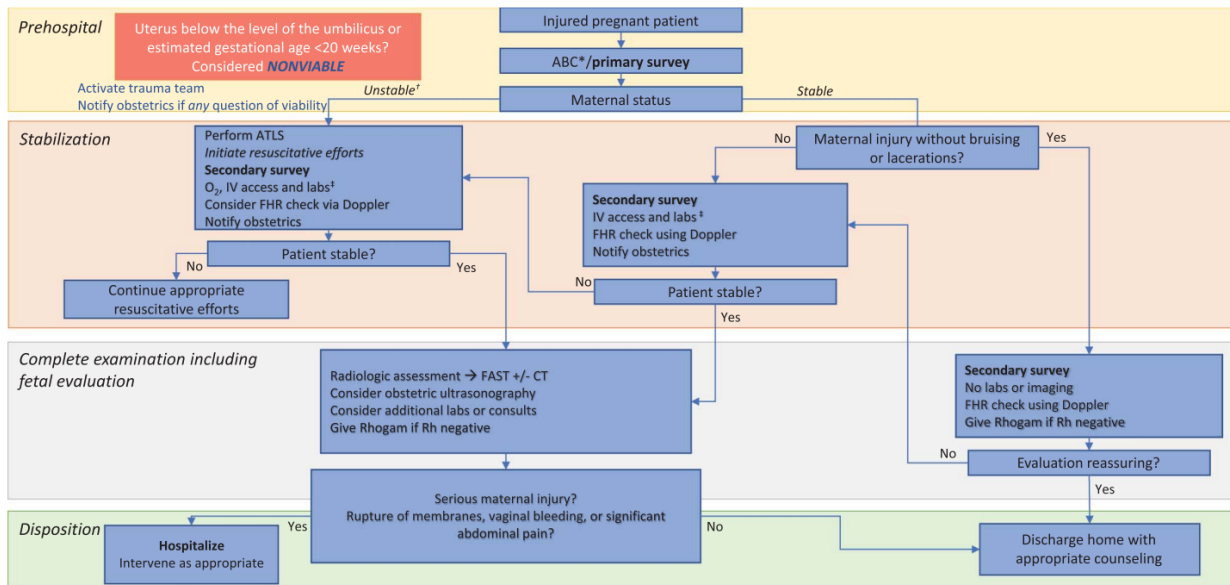 Prehospital
Uterus below the level of the umbilicus or
estimated gestational age <20 weeks?
Considered NONVIABLE
Activate trauma team
Notify obstetrics if any question of viability
Injured pregnant patient
ABC*/primary survey
Maternal status
Unstable†
Stable
Stabilization
Perform ATLS
Initiate resuscitative efforts
Secondary survey
O₂, IV access and labs‡
Consider FHR check via Doppler
Notify obstetrics
Patient stable?
No
Yes
Continue appropriate
resuscitative efforts
Maternal injury without bruising
or lacerations?
No
Yes
Secondary survey
IV access and labs‡
FHR check using Doppler
Notify obstetrics
Patient stable?
No
Yes
Complete examination including
fetal evaluation
Radiologic assessment → FAST +/- CT
Consider obstetric ultrasonography
Consider additional labs or consults
Give Rhogam if Rh negative
Secondary survey
No labs or imaging
FHR check using Doppler
Give Rhogam if Rh negative
Evaluation reassuring?
No
Yes
Serious maternal injury?
Rupture of membranes, vaginal bleeding, or significant
abdominal pain?
Yes
No
Disposition
Hospitalize
Intervene as appropriate
Discharge home with
appropriate counseling